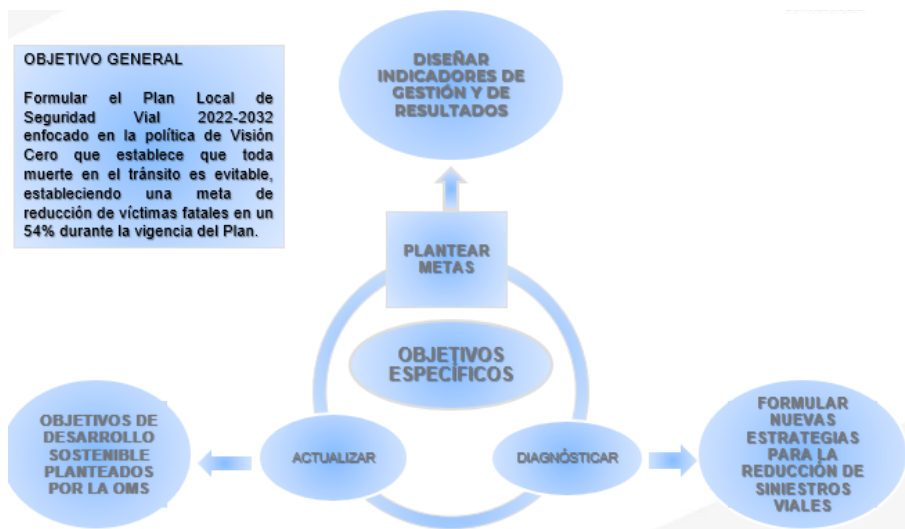 OBJETIVO GENERAL
Formular el Plan Local de
Seguridad Vial 2022-2032
enfocado en la política de Visión
Cero que establece que toda
muerte en el tránsito es evitable,
estableciendo una meta de
reducción de víctimas fatales en un
54% durante la vigencia del Plan.
DISEÑAR
INDICADORES DE
GESTIÓN Y DE
RESULTADOS
PLANTEAR
METAS
OBJETIVOS
ESPECÍFICOS
OBJETIVOS DE
DESARROLLO
SOSTENIBLE
PLANTEADOS
POR LA OMS
ACTUALIZAR
DIAGNÓSTICAR
FORMULAR
NUEVAS
ESTRATEGIAS
PARA LA
REDUCCIÓN DE
SINIESTROS
VIALES